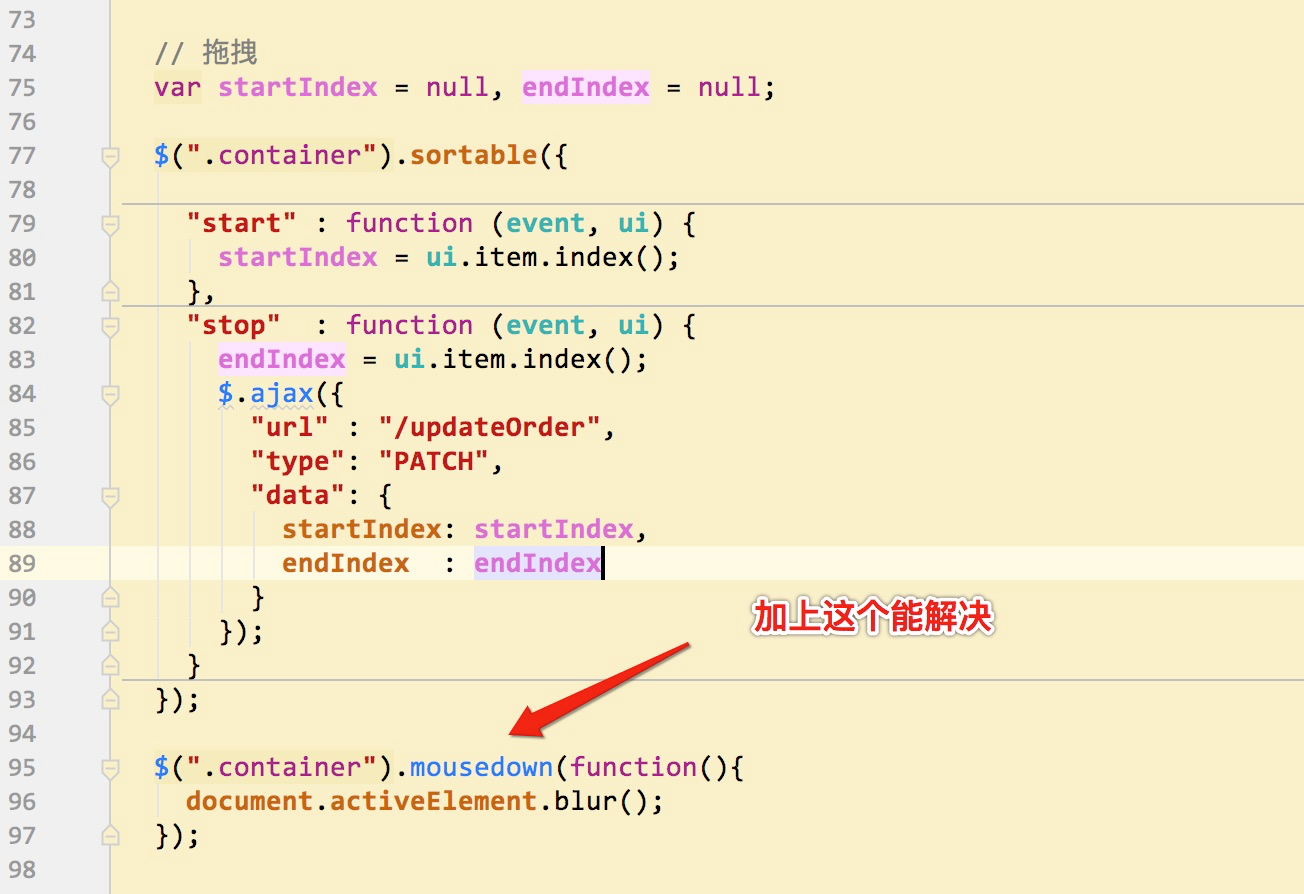 73
74 // 拖拽
75 var startIndex = null, endIndex = null;
76
77 $(".container").sortable({
78
79 "start" : function (event, ui) {
80 startIndex = ui.item.index();
81 },
82 "stop"  : function (event, ui) {
83 endIndex = ui.item.index();
84 $.ajax({
85 "url" : "/updateOrder",
86 "type": "PATCH",
87 "data": {
88 startIndex: startIndex,
89 endIndex  : endIndex
90 }
加上这个能解决
91 });
92 }
93 });
94
95 $(".container").mousedown(function(){
96 document.activeElement.blur();
97 });
98